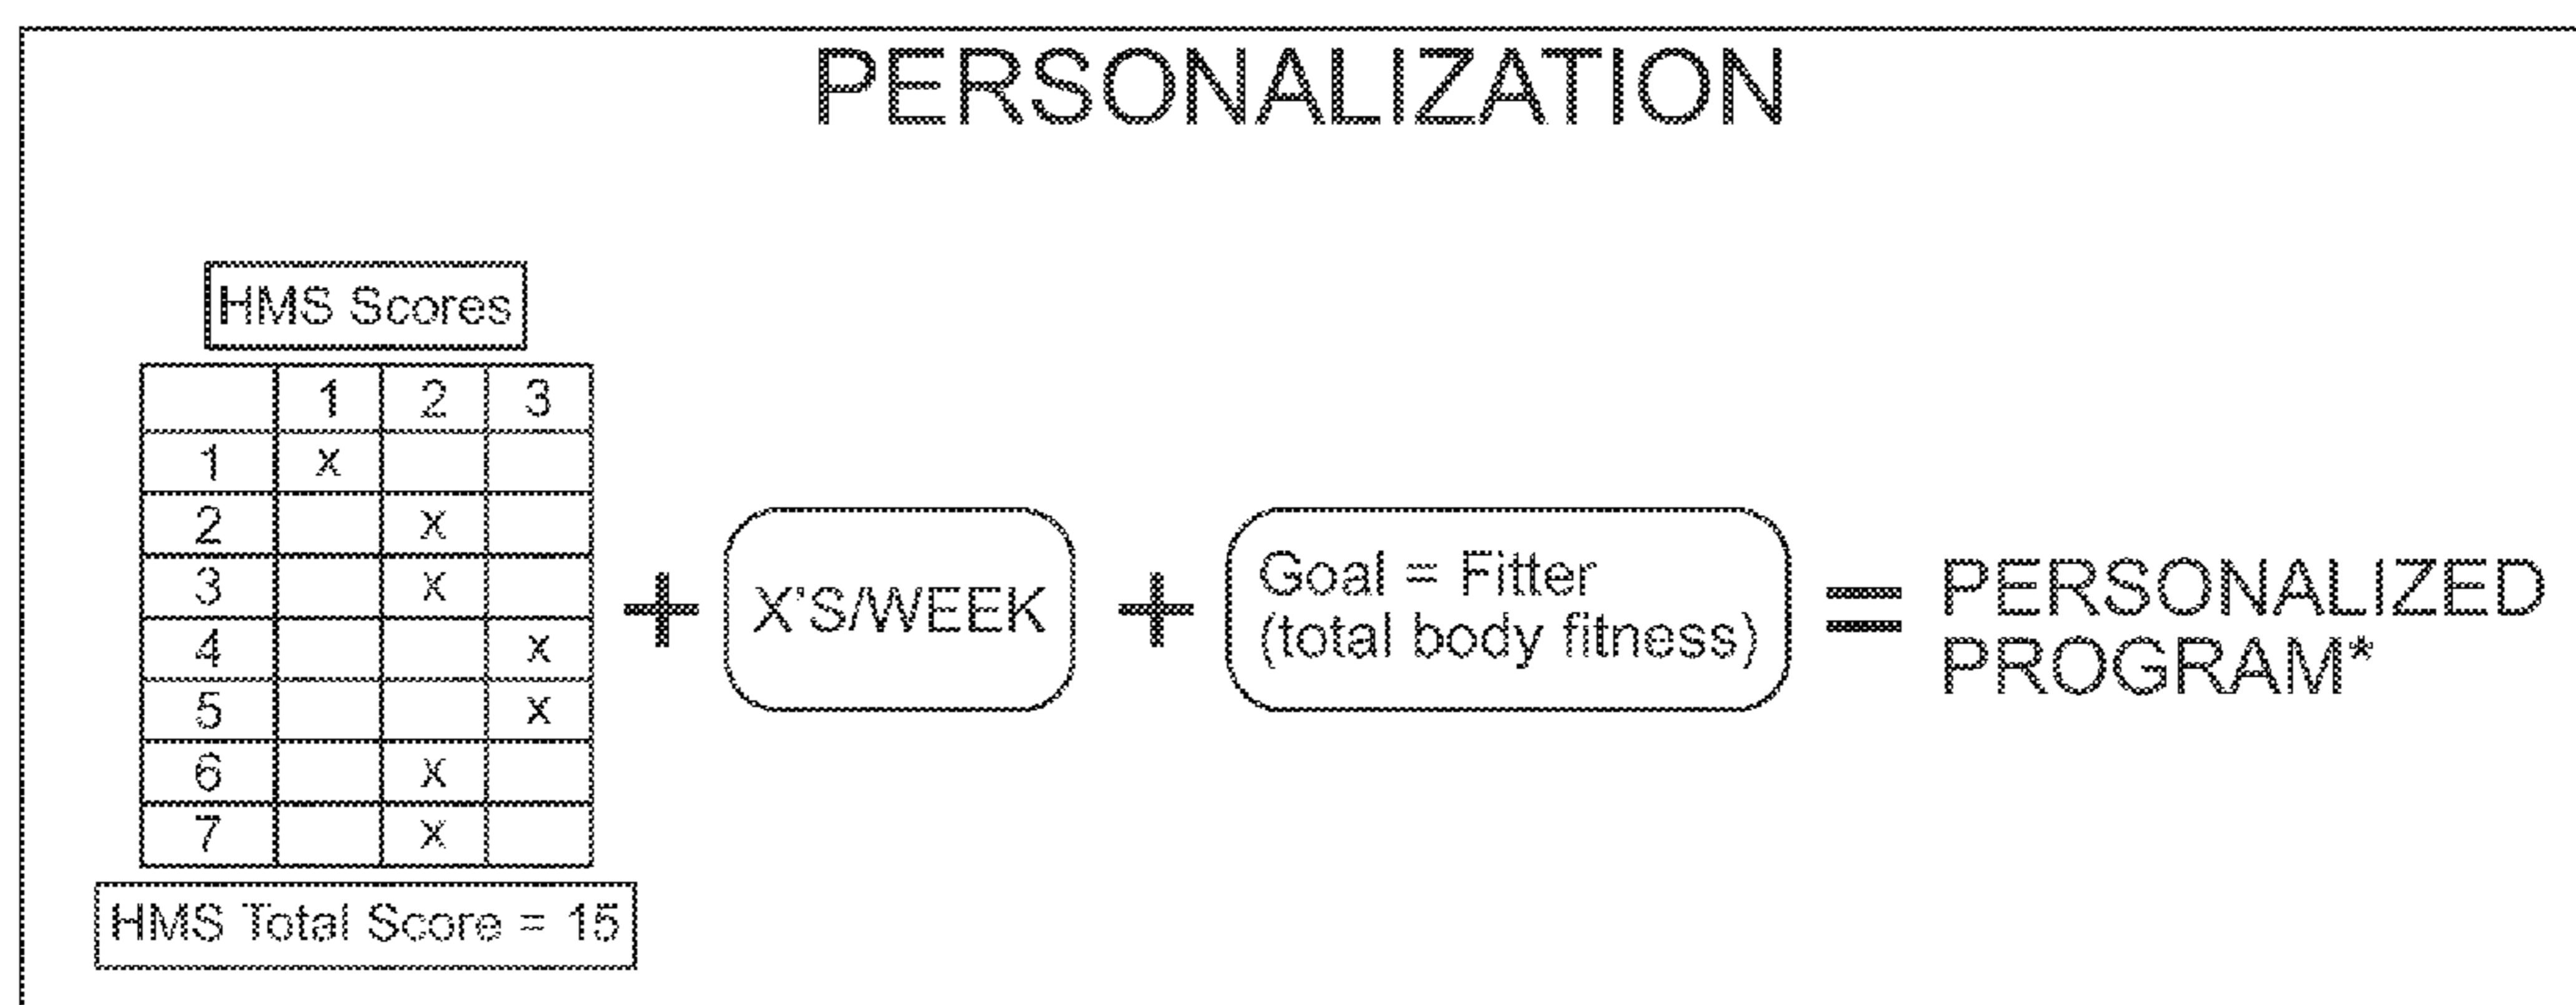 PERSONALIZATION
HMS Scores
1 2 3
1 x
2 x
3 x
4 x
5 x
6 x
7 x
HMS Total Score = 15
+
X'S/WEEK
+
Goal = Fitter
(total body fitness)
=
PERSONALIZED
PROGRAM*